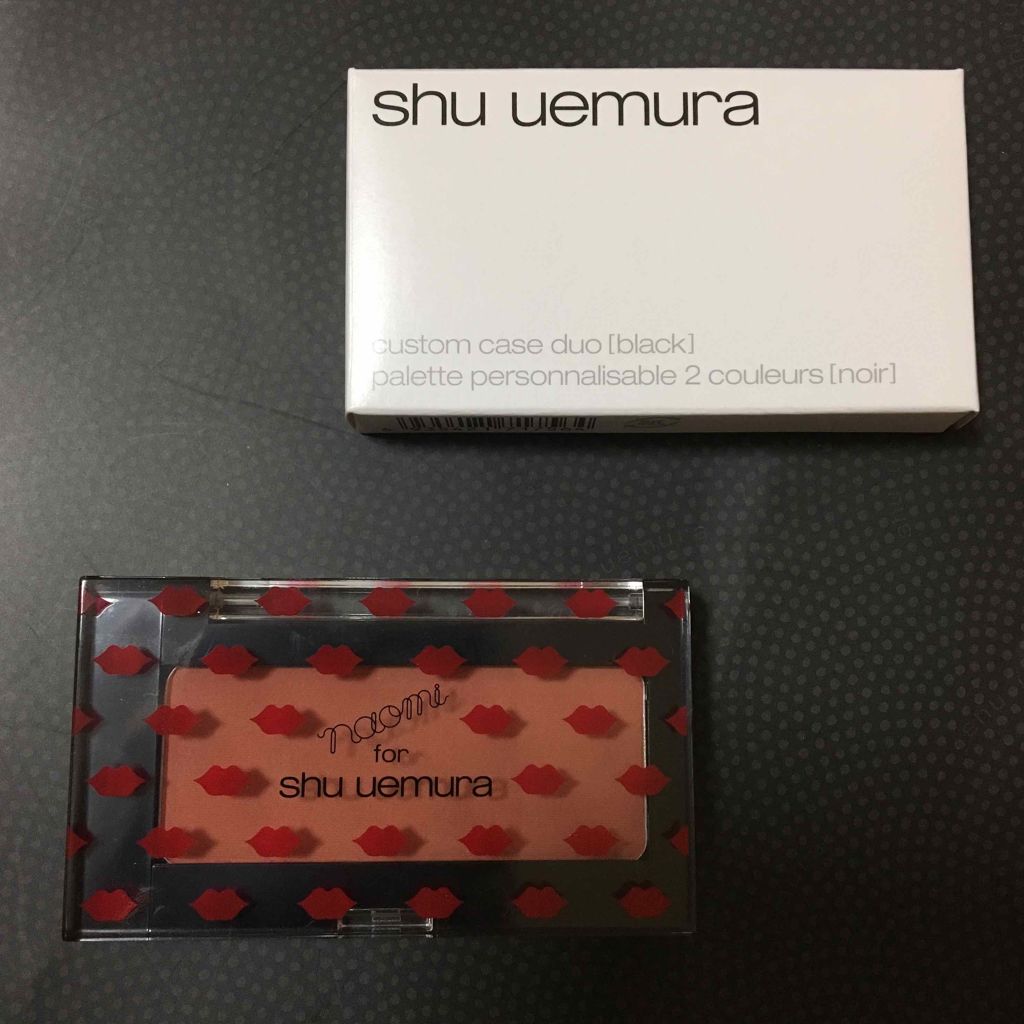 shu uemura
custom case duo [black]
palette personnalisable 2 couleurs [noir]
naomi
for
shu uemura